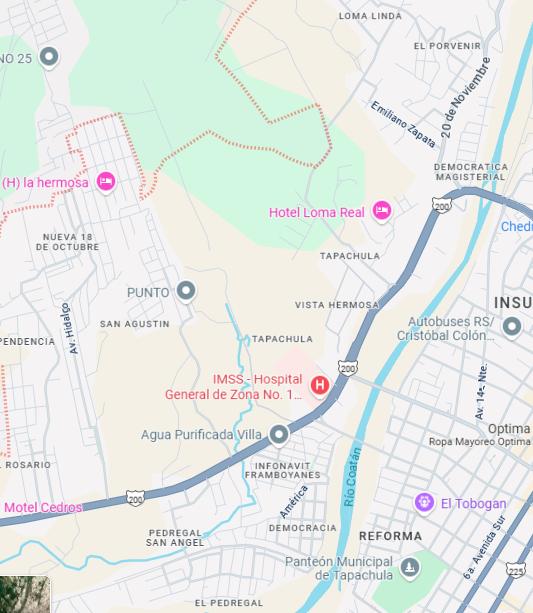 LOMA LINDA
EL PORVENIR
NO 25
20 de Noviembre
Emiliano Zapata
DEMOCRATICA
MAGISTERIAL
(H) la hermosa
200
Hotel Loma Real
Ched
NUEVA 18
DE OCTUBRE
TAPACHULA
PUNTO
VISTA HERMOSA
INSU
Av. Hidalgo
SAN AGUSTIN
Autobuses RS/
Cristóbal Colón...
PENDENCIA
TAPACHULA
200
IMSS - Hospital
General de Zona No. 1...
H
Av. 14ª- Nte.
Agua Purificada Villa
Optima
Ropa Mayoreo Optima
L ROSARIO
INFONAVIT
FRAMBOYANES
Río Coatán
200
Motel Cedros
América
El Tobogan
DEMOCRACIA
REFORMA
PEDREGAL
SAN ANGEL
6a. Avenida Sur
Panteón Municipal
de Tapachula
225
EL PEDREGAL